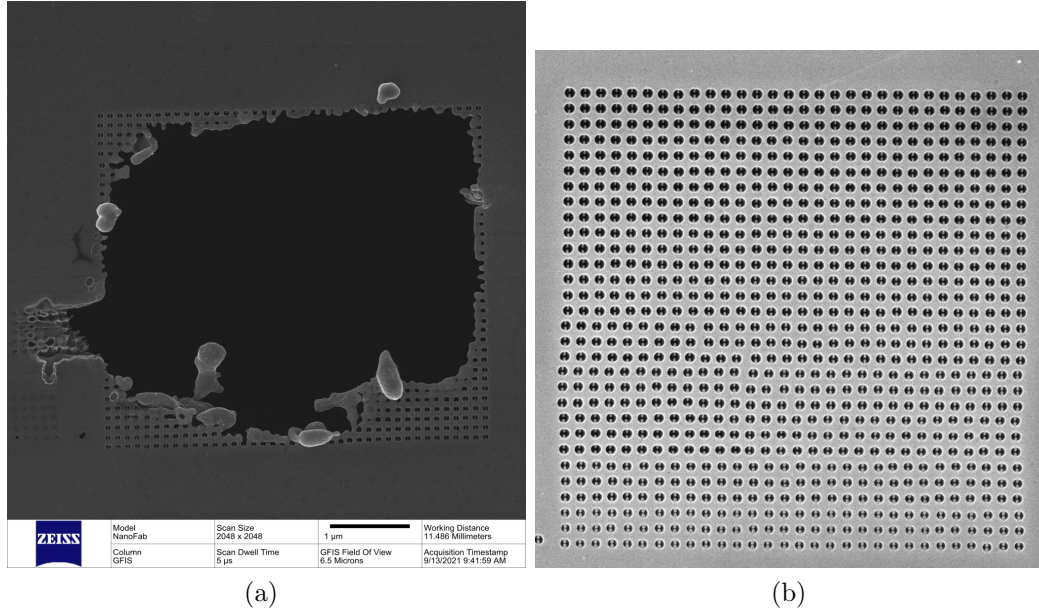 ZEISS
Model
NanoFab
Scan Size
2048 x 2048
1 µm
Working Distance
11.486 Millimeters
Column
GFIS
Scan Dwell Time
5 µs
GFIS Field Of View
6.5 Microns
Acquisition Timestamp
9/13/2021 9:41:59 AM
(a)
(b)